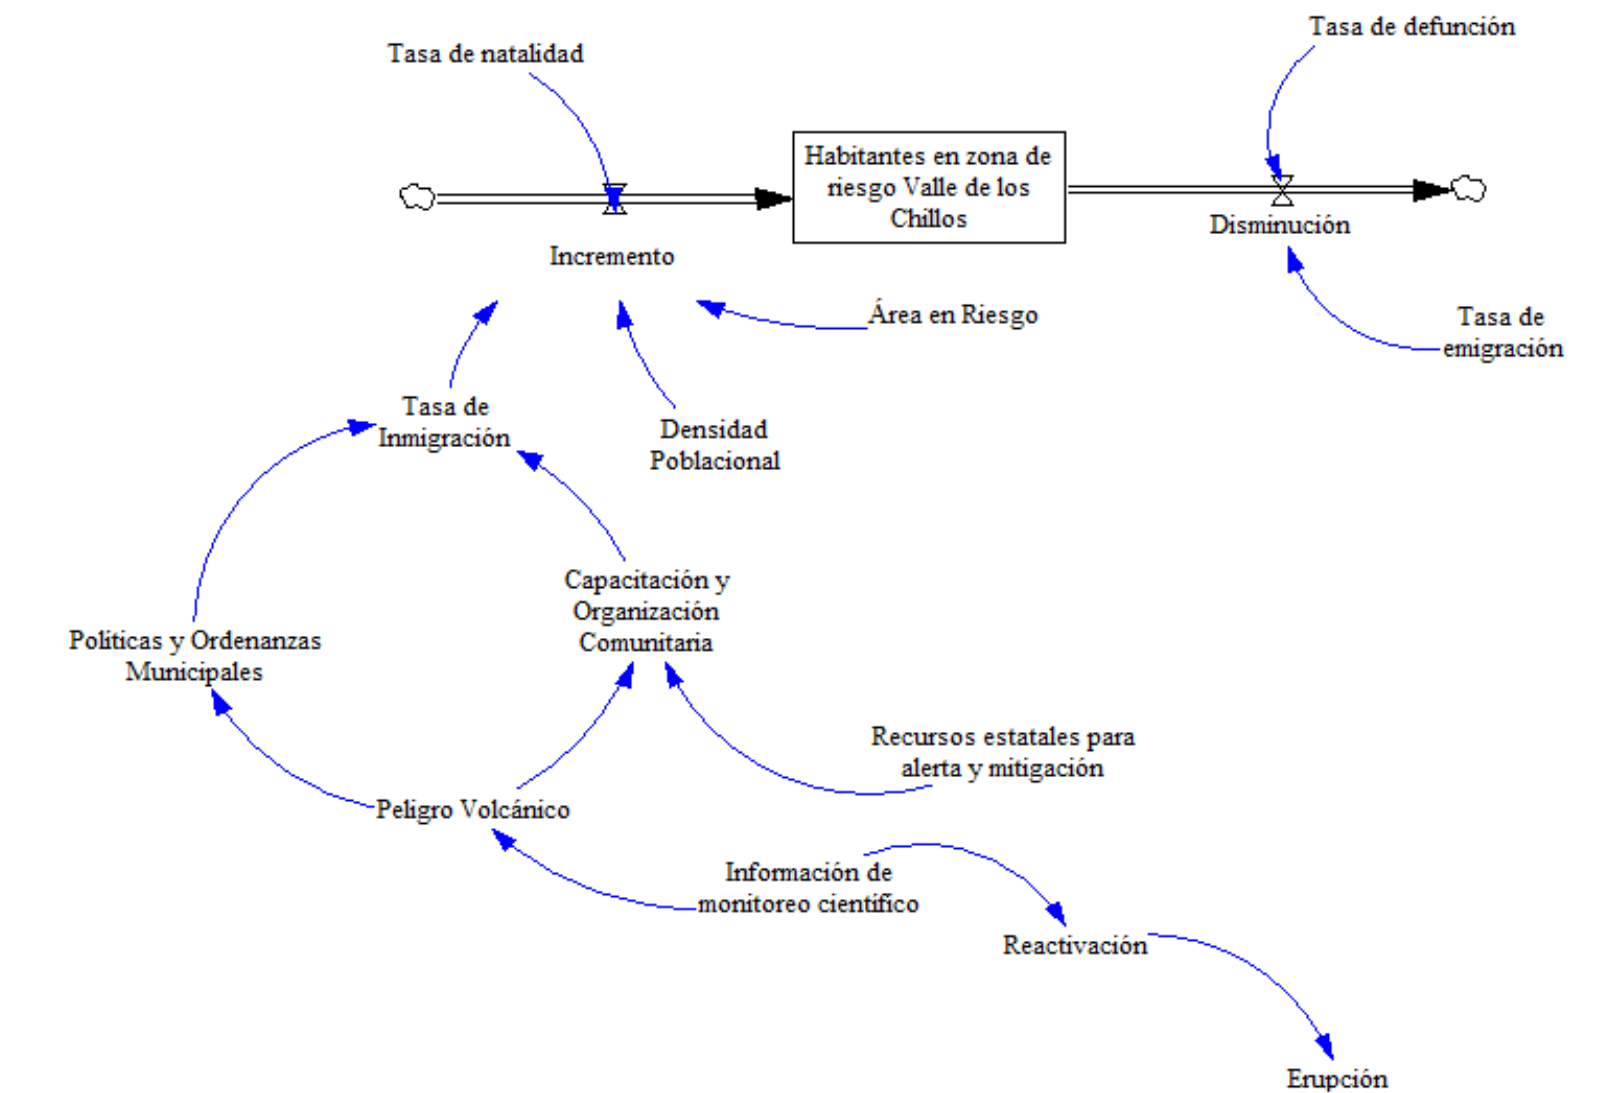 Tasa de defunción
Tasa de natalidad
Habitantes en zona de
riesgo Valle de los
Chillos
Disminución
Incremento
Área en Riesgo
Tasa de
emigración
Tasa de
Inmigración
Densidad
Poblacional
Capacitación y
Organización
Comunitaria
Políticas y Ordenanzas
Municipales
Recursos estatales para
alerta y mitigación
Peligro Volcánico
Información de
monitoreo científico
Reactivación
Erupción